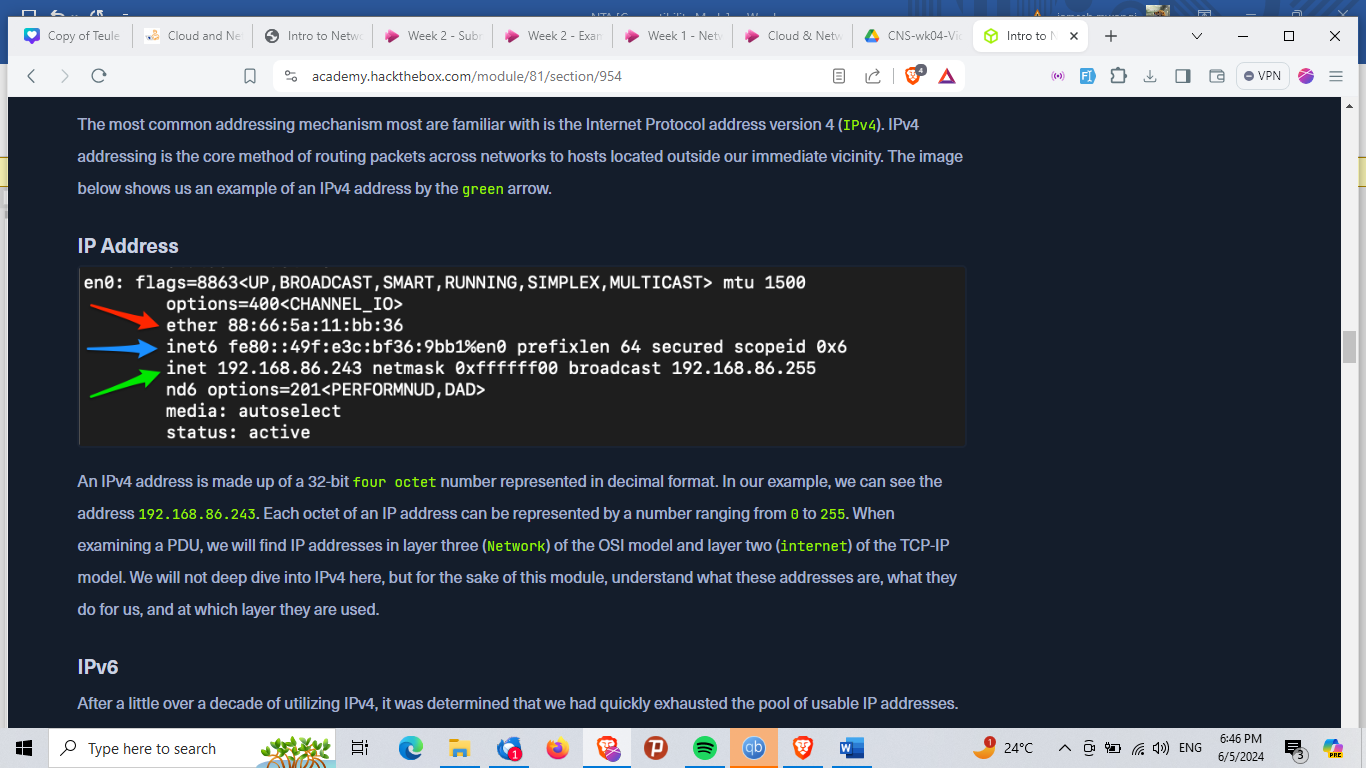 Copy of Teule
Cloud and Ne
Intro to Netwo
Week 2 - Sub
Week 2 - Exan
Week 1 - Netv
Cloud & Netw
CNS-wk04-Vic
Intro to N
academy.hackthebox.com/module/81/section/954
4
VPN
The most common addressing mechanism most are familiar with is the Internet Protocol address version 4 (IPv4). IPv4
addressing is the core method of routing packets across networks to hosts located outside our immediate vicinity. The image
below shows us an example of an IPv4 address by the green arrow.
IP Address
en0: flags=8863<UP,BROADCAST,SMART,RUNNING,SIMPLEX,MULTICAST> mtu 1500
options=400<CHANNEL_IO>
ether 88:66:5a:11:bb:36
inet6 fe80::49f:e3c:bf36:9bb1%en0 prefixlen 64 secured scopeid 0x6
inet 192.168.86.243 netmask 0xffffff00 broadcast 192.168.86.255
nd6 options=201<PERFORMNUD,DAD>
media: autoselect
status: active
An IPv4 address is made up of a 32-bit four octet number represented in decimal format. In our example, we can see the
address 192.168.86.243. Each octet of an IP address can be represented by a number ranging from 0 to 255. When
examining a PDU, we will find IP addresses in layer three (Network) of the OSI model and layer two (internet) of the TCP-IP
model. We will not deep dive into IPv4 here, but for the sake of this module, understand what these addresses are, what they
do for us, and at which layer they are used.
IPv6
After a little over a decade of utilizing IPv4, it was determined that we had quickly exhausted the pool of usable IP addresses.
Type here to search
1
qb
1
24°C
ENG
6:46 PM
6/5/2024
3
PRE